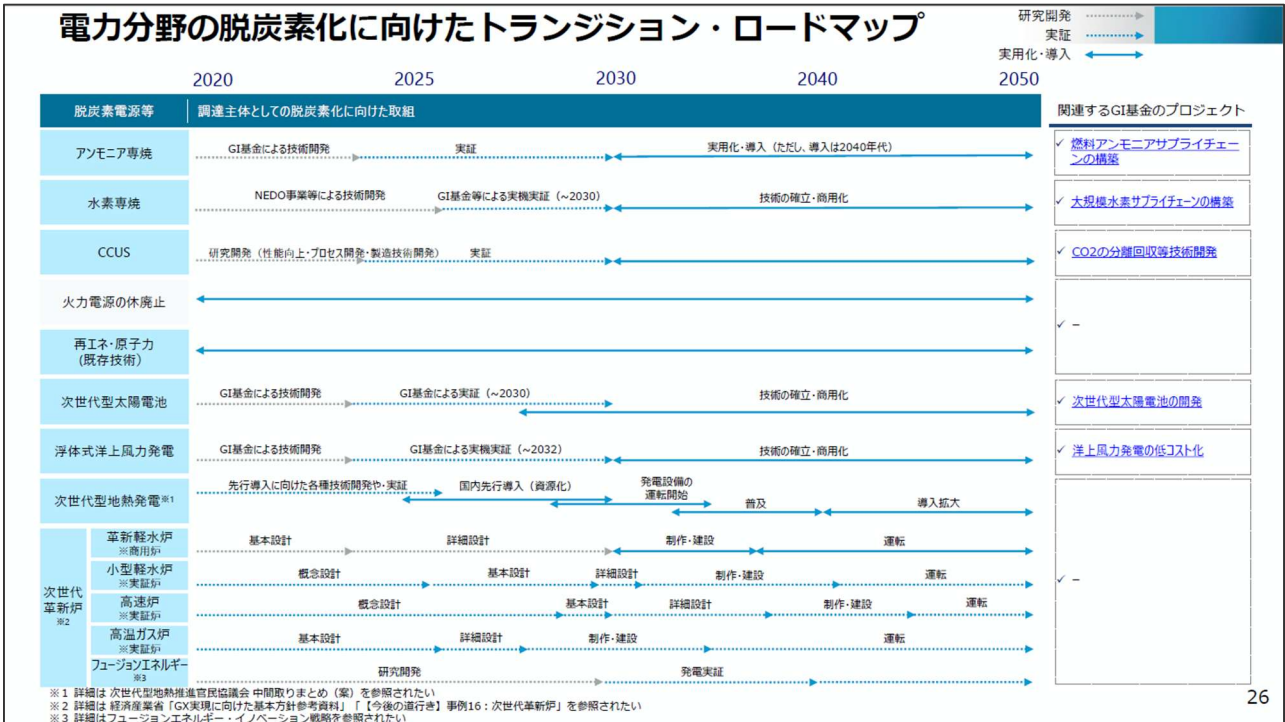 電力分野の脱炭素化に向けたトランジション・ロードマップ
研究開発
実証
実用化・導入
2020 2025 2030 2040 2050
脱炭素電源等 調達主体としての脱炭素化に向けた取組 関連するGI基金のプロジェクト
アンモニア専焼 GI基金による技術開発 実証 実用化・導入（ただし、導入は2040年代）
✓ 燃料アンモニアサプライチェー
ンの構築
水素専焼 NEDO事業等による技術開発 GI基金等による実機実証（~2030） 技術の確立・商用化
✓ 大規模水素サプライチェーンの構築
CCUS 研究開発（性能向上・プロセス開発・製造技術開発） 実証
✓ CO2の分離回収等技術開発
火力電源の休廃止
✓ –
再エネ・原子力
(既存技術)
次世代型太陽電池 GI基金による技術開発 GI基金による実証（~2030） 技術の確立・商用化
✓ 次世代型太陽電池の開発
浮体式洋上風力発電 GI基金による技術開発 GI基金による実機実証（~2032） 技術の確立・商用化
✓ 洋上風力発電の低コスト化
次世代型地熱発電※1 先行導入に向けた各種技術開発や・実証 国内先行導入（資源化） 発電設備の
運転開始
普及 導入拡大
次世代
革新炉
※2
革新軽水炉
※商用炉
基本設計 詳細設計 制作・建設 運転
小型軽水炉
※実証炉
概念設計 基本設計 詳細設計 制作・建設 運転
✓ –
高速炉
※実証炉
概念設計 基本設計 詳細設計 制作・建設 運転
高温ガス炉
※実証炉
基本設計 詳細設計 制作・建設 運転
フュージョンエネルギー
※3
研究開発 発電実証
※1 詳細は 次世代型地熱推進官民協議会 中間取りまとめ（案）を参照されたい
※2 詳細は 経済産業省「GX実現に向けた基本方針参考資料」「【今後の道行き】事例16：次世代革新炉」を参照されたい
※3 詳細はフュージョンエネルギー・イノベーション戦略を参照されたい
26